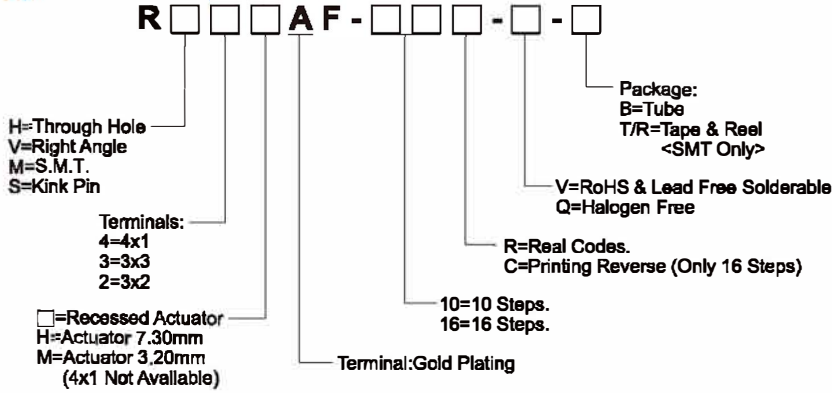 R□□□AF-□□□-□-□
Package:
B=Tube
T/R=Tape & Reel
<SMT Only>
H=Through Hole
V=Right Angle
M=S.M.T.
S=Kink Pin
V=RoHS & Lead Free Solderable
Q=Halogen Free
Terminals:
4=4x1
3=3x3
2=3x2
R=Real Codes.
C=Printing Reverse (Only 16 Steps)
10=10 Steps.
16=16 Steps.
□=Recessed Actuator
H=Actuator 7.30mm
M=Actuator 3.20mm
(4x1 Not Available)
Terminal:Gold Plating